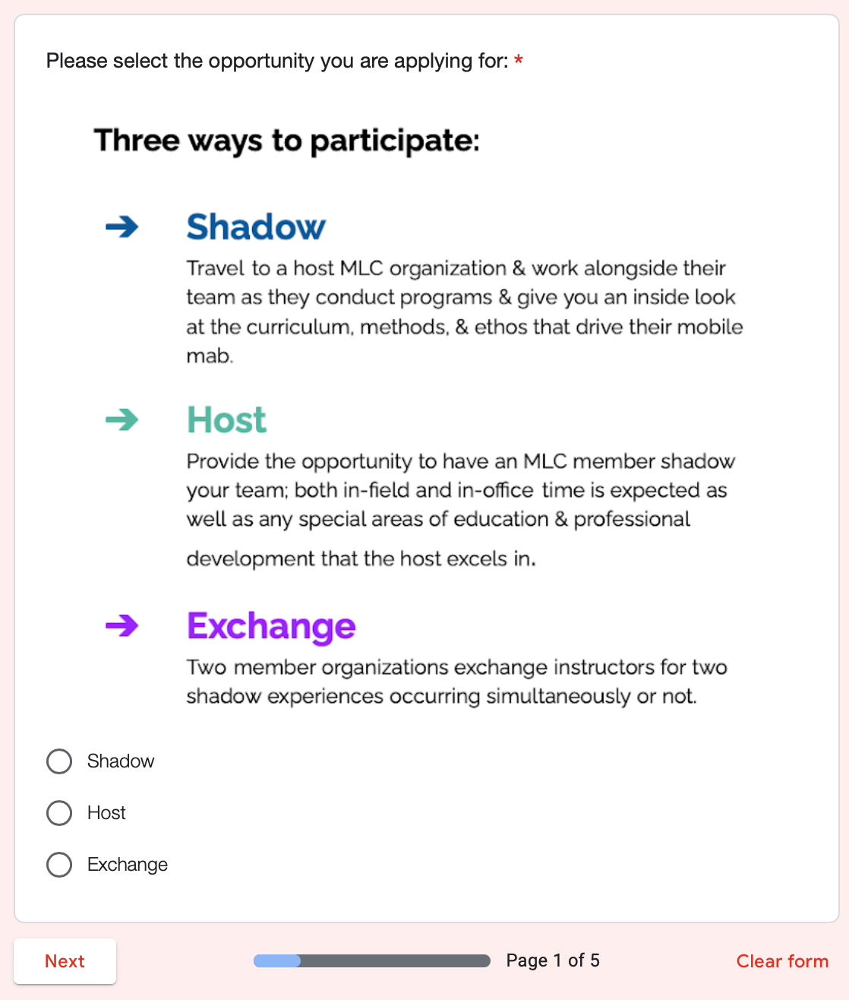 Please select the opportunity you are applying for: *
Three ways to participate:
➔ Shadow
Travel to a host MLC organization & work alongside their
team as they conduct programs & give you an inside look
at the curriculum, methods, & ethos that drive their mobile
mab.
➔ Host
Provide the opportunity to have an MLC member shadow
your team; both in-field and in-office time is expected as
well as any special areas of education & professional
development that the host excels in.
➔ Exchange
Two member organizations exchange instructors for two
shadow experiences occurring simultaneously or not.
Shadow
Host
Exchange
Next Page 1 of 5 Clear form